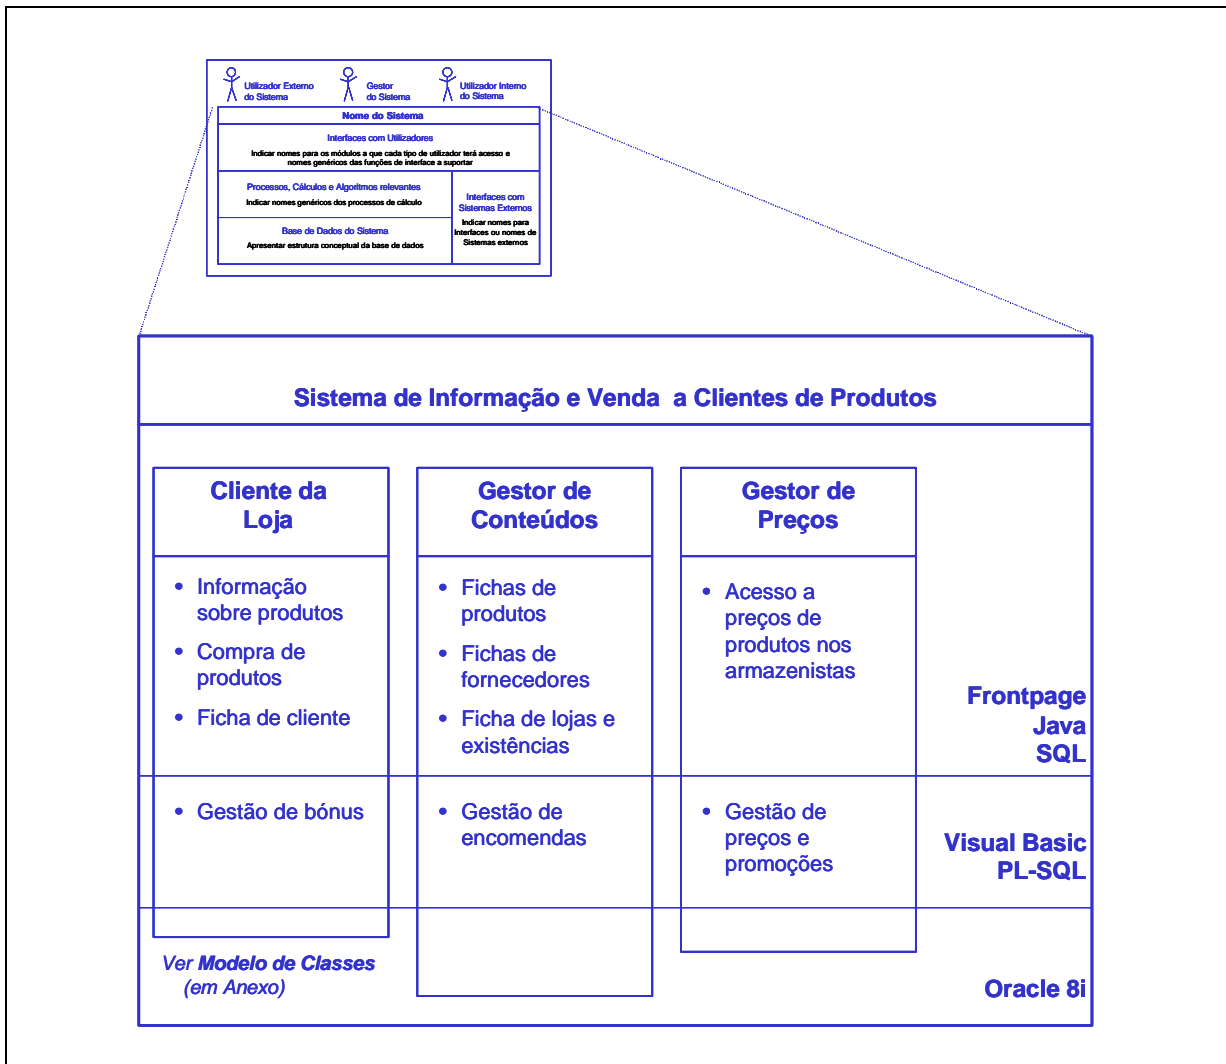 Utilizador Externo
do Sistema
Gestor
do Sistema
Utilizador Interno
do Sistema
Nome do Sistema
Interfaces com Utilizadores
Indicar nomes para os módulos a que cada tipo de utilizador terá acesso e
nomes genéricos das funções de interface a suportar
Processos, Cálculos e Algoritmos relevantes
Indicar nomes genéricos dos processos de cálculo
Base de Dados do Sistema
Apresentar estrutura conceptual da base de dados
Interfaces com
Sistemas Externos
Indicar nomes para
Interfaces ou nomes de
Sistemas externos
Sistema de Informação e Venda a Clientes de Produtos
Cliente da
Loja
• Informação
sobre produtos
• Compra de
produtos
• Ficha de cliente
• Gestão de bónus
Gestor de
Conteúdos
• Fichas de
produtos
• Fichas de
fornecedores
• Ficha de lojas e
existências
• Gestão de
encomendas
Gestor de
Preços
• Acesso a
preços de
produtos nos
armazenistas
• Gestão de
preços e
promoções
Frontpage
Java
SQL
Visual Basic
PL-SQL
Ver Modelo de Classes
(em Anexo)
Oracle 8i